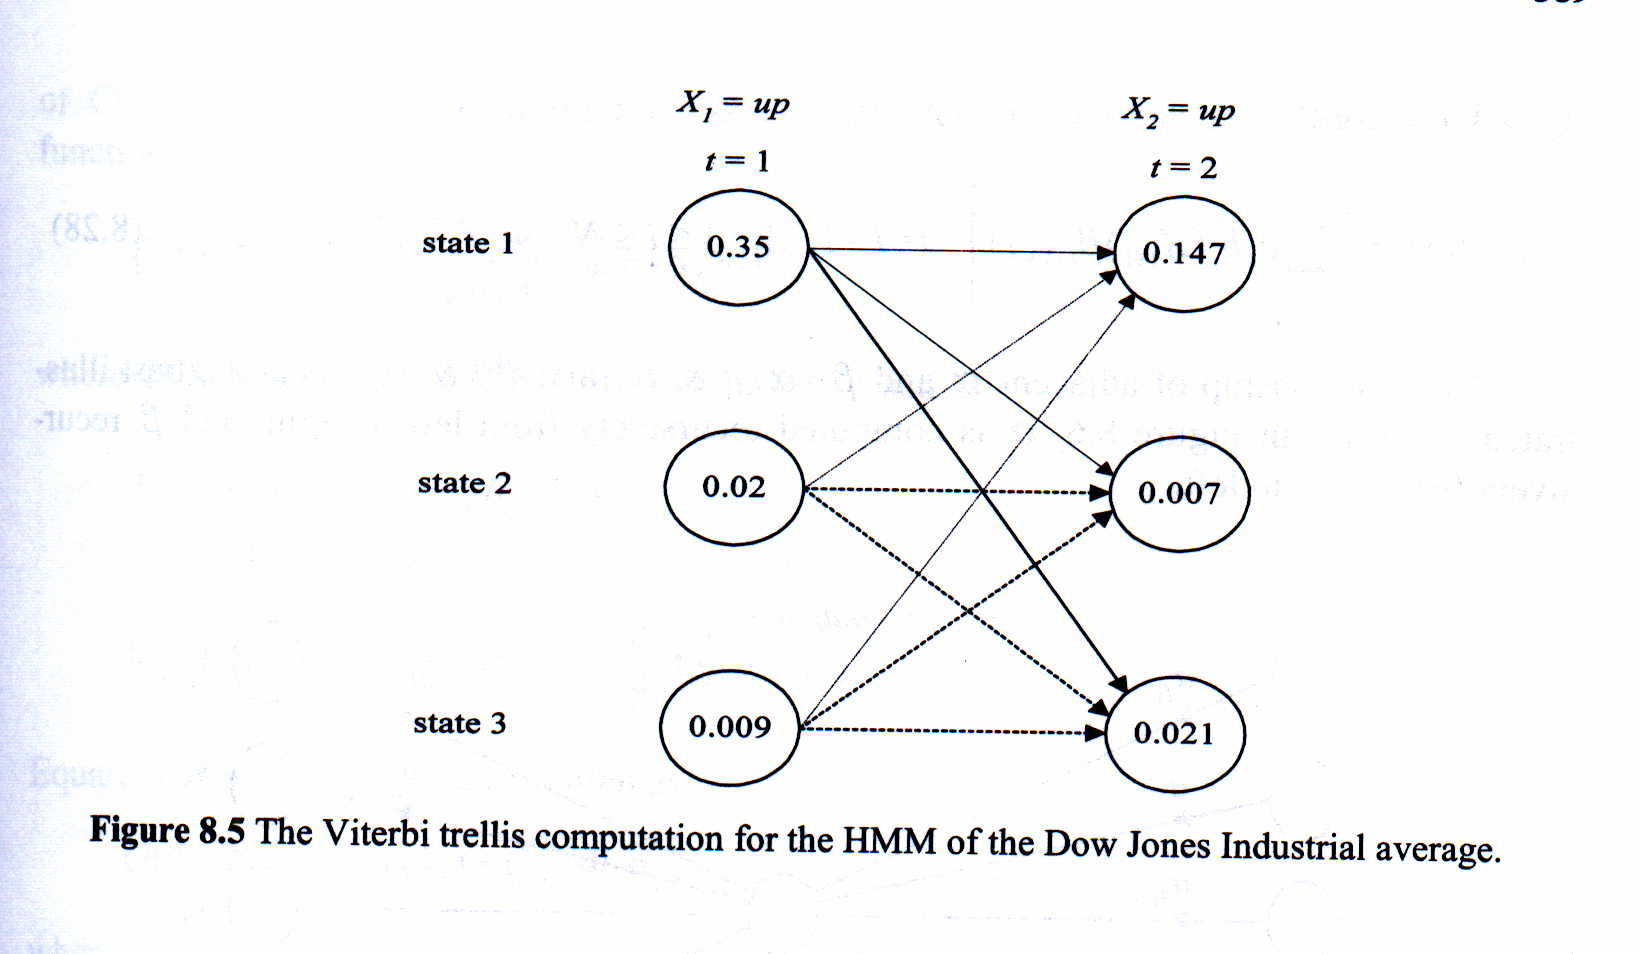 X1 = up X2 = up
t = 1 t = 2
state 1 0.35 0.147
state 2 0.02 0.007
state 3 0.009 0.021
Figure 8.5 The Viterbi trellis computation for the HMM of the Dow Jones Industrial average.